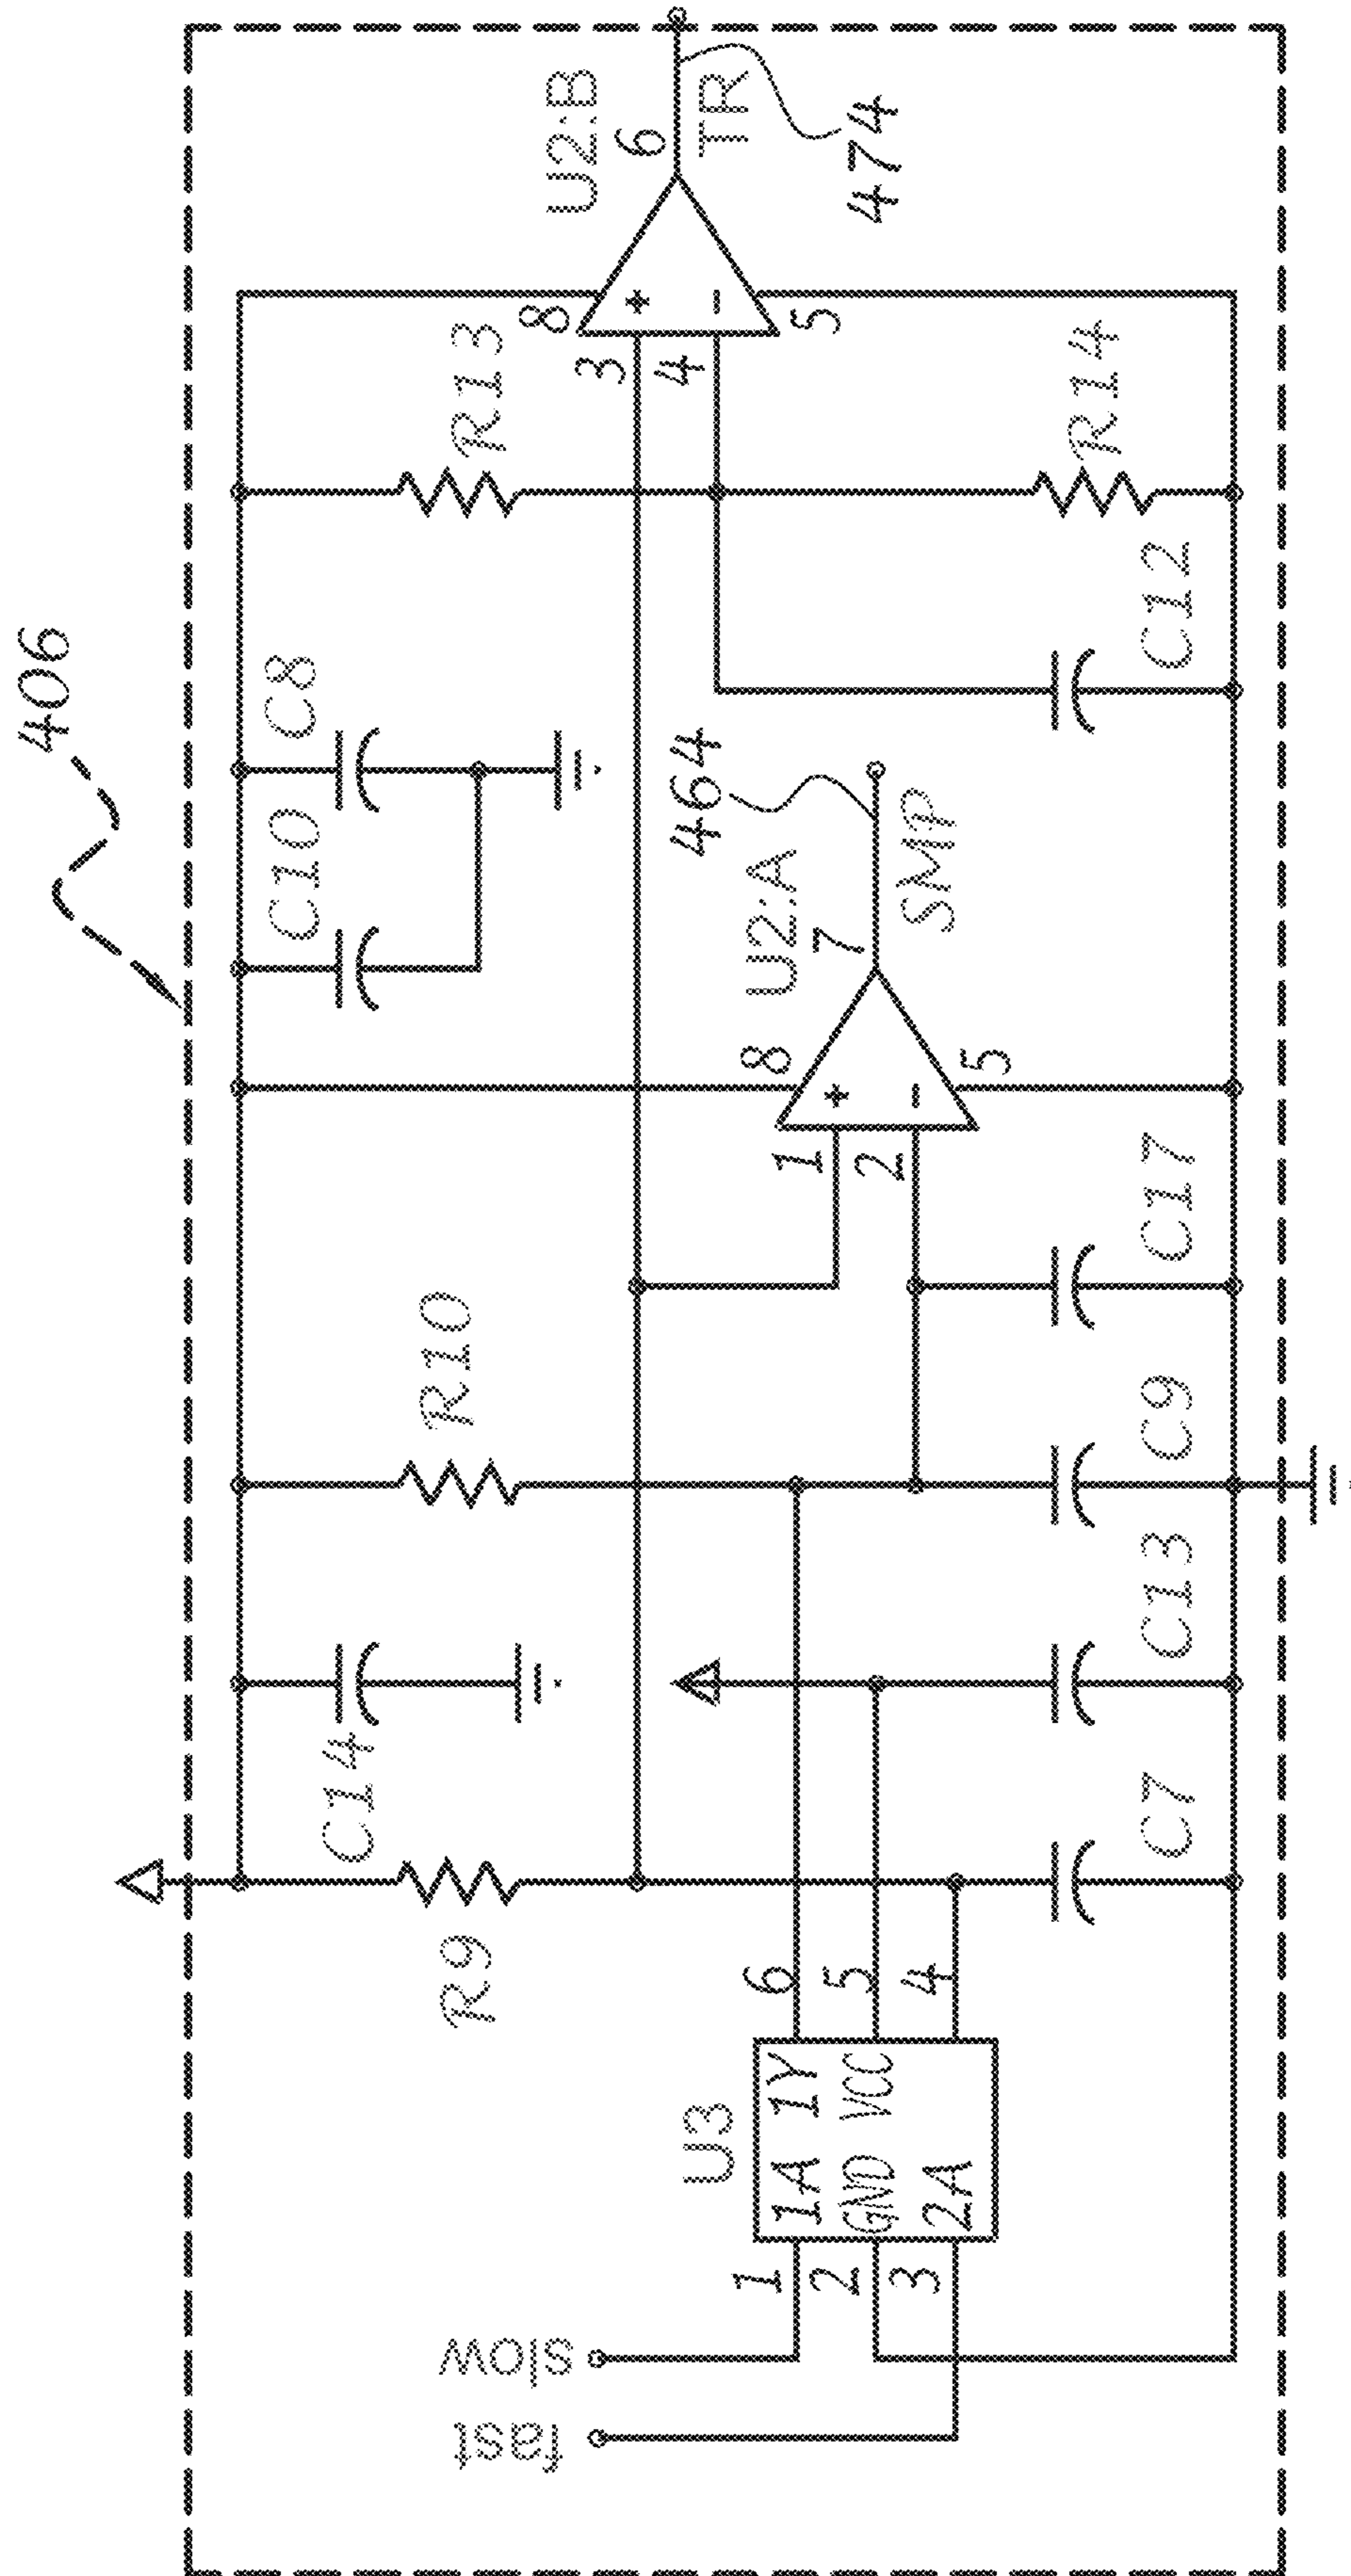 406
C10
C8
R13
U2:B
8
3
4
5
6
TR
474
R14
C12
464
U2:A
8
1
2
5
7
SMP
C17
R10
C9
C13
C14
R9
C7
U3
1A
1Y
GND
VCC
2A
6
5
4
1
2
3
slow
fast